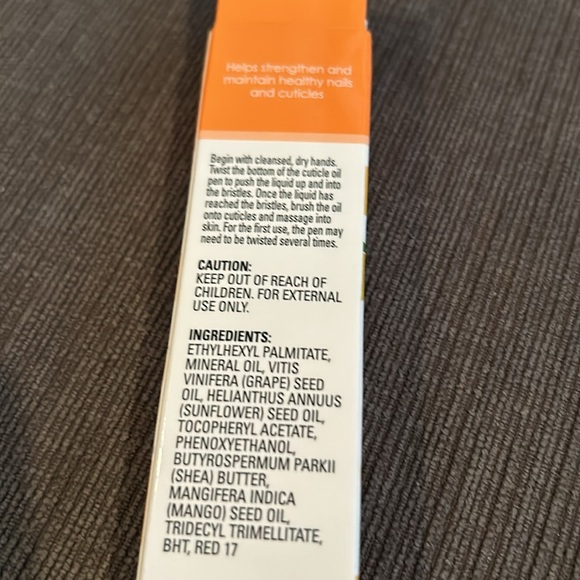 Helps strengthen and
maintain healthy nails
and cuticles
Begin with cleansed, dry hands.
Twist the bottom of the cuticle oil
pen to push the liquid up and into
the bristles. Once the liquid has
reached the bristles, brush the oil
onto cuticles and massage into
skin. For the first use, the pen may
need to be twisted several times.
CAUTION:
KEEP OUT OF REACH OF
CHILDREN. FOR EXTERNAL
USE ONLY.
INGREDIENTS:
ETHYLHEXYL PALMITATE,
MINERAL OIL, VITIS
VINIFERA (GRAPE) SEED
OIL, HELIANTHUS ANNUUS
(SUNFLOWER) SEED OIL,
TOCOPHERYL ACETATE,
PHENOXYETHANOL,
BUTYROSPERMUM PARKII
(SHEA) BUTTER,
MANGIFERA INDICA
(MANGO) SEED OIL,
TRIDECYL TRIMELLITATE,
BHT, RED 17